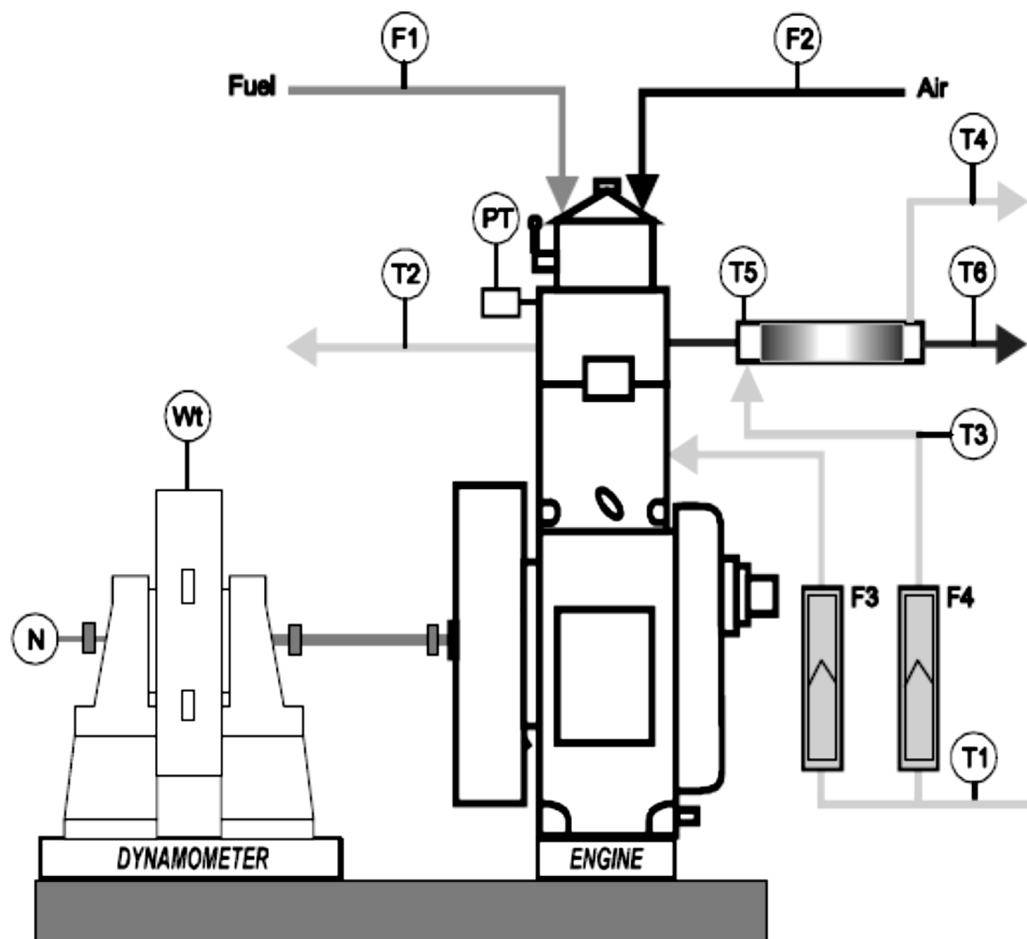 F1
F2
Fuel
Air
T4
PT
T2
T5
T6
Wt
T3
F3
F4
N
T1
DYNAMOMETER
ENGINE